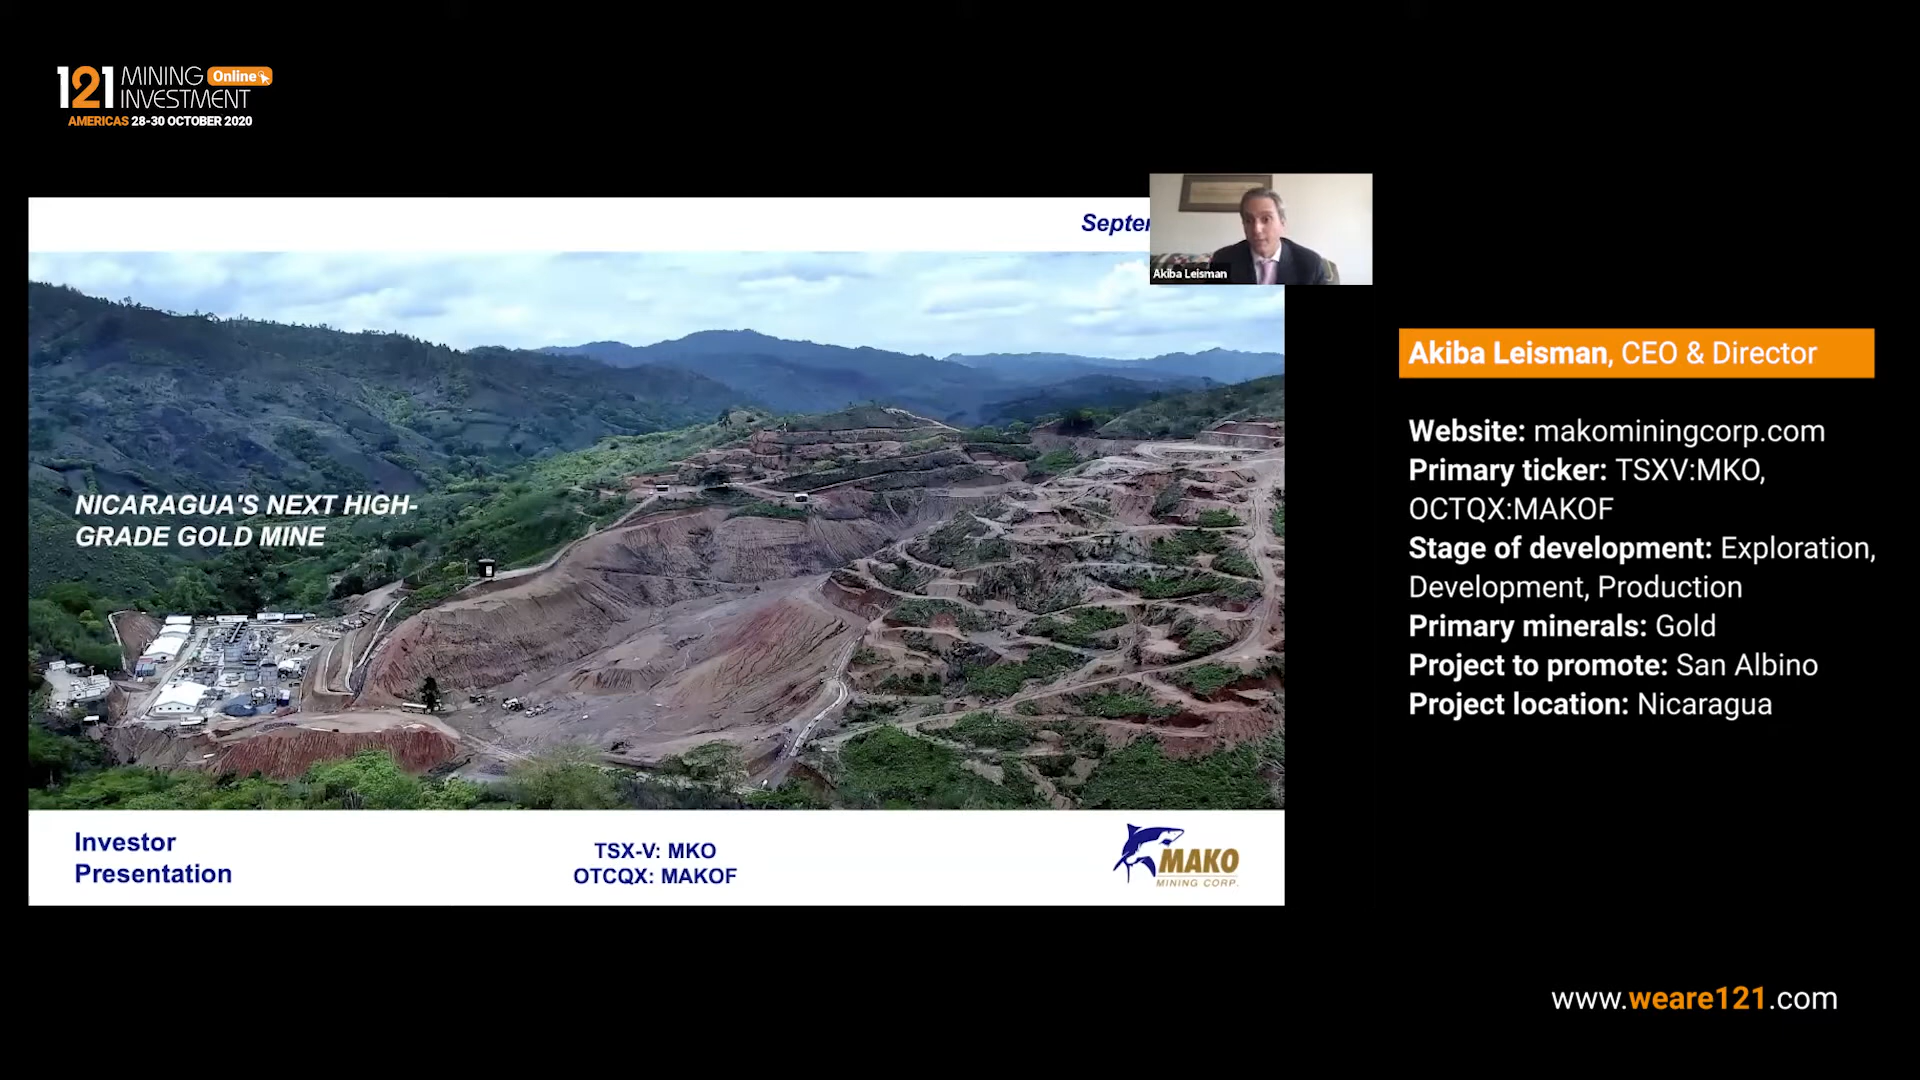 121 MINING Online
INVESTMENT
AMERICAS 28-30 OCTOBER 2020
Septe
Akiba Leisman
NICARAGUA'S NEXT HIGH-
GRADE GOLD MINE
Investor
Presentation
TSX-V: MKO
OTCQX: MAKOF
MAKO
MINING CORP.
Akiba Leisman, CEO & Director
Website: makominingcorp.com
Primary ticker: TSXV:MKO,
OCTQX:MAKOF
Stage of development: Exploration,
Development, Production
Primary minerals: Gold
Project to promote: San Albino
Project location: Nicaragua
www.weare121.com